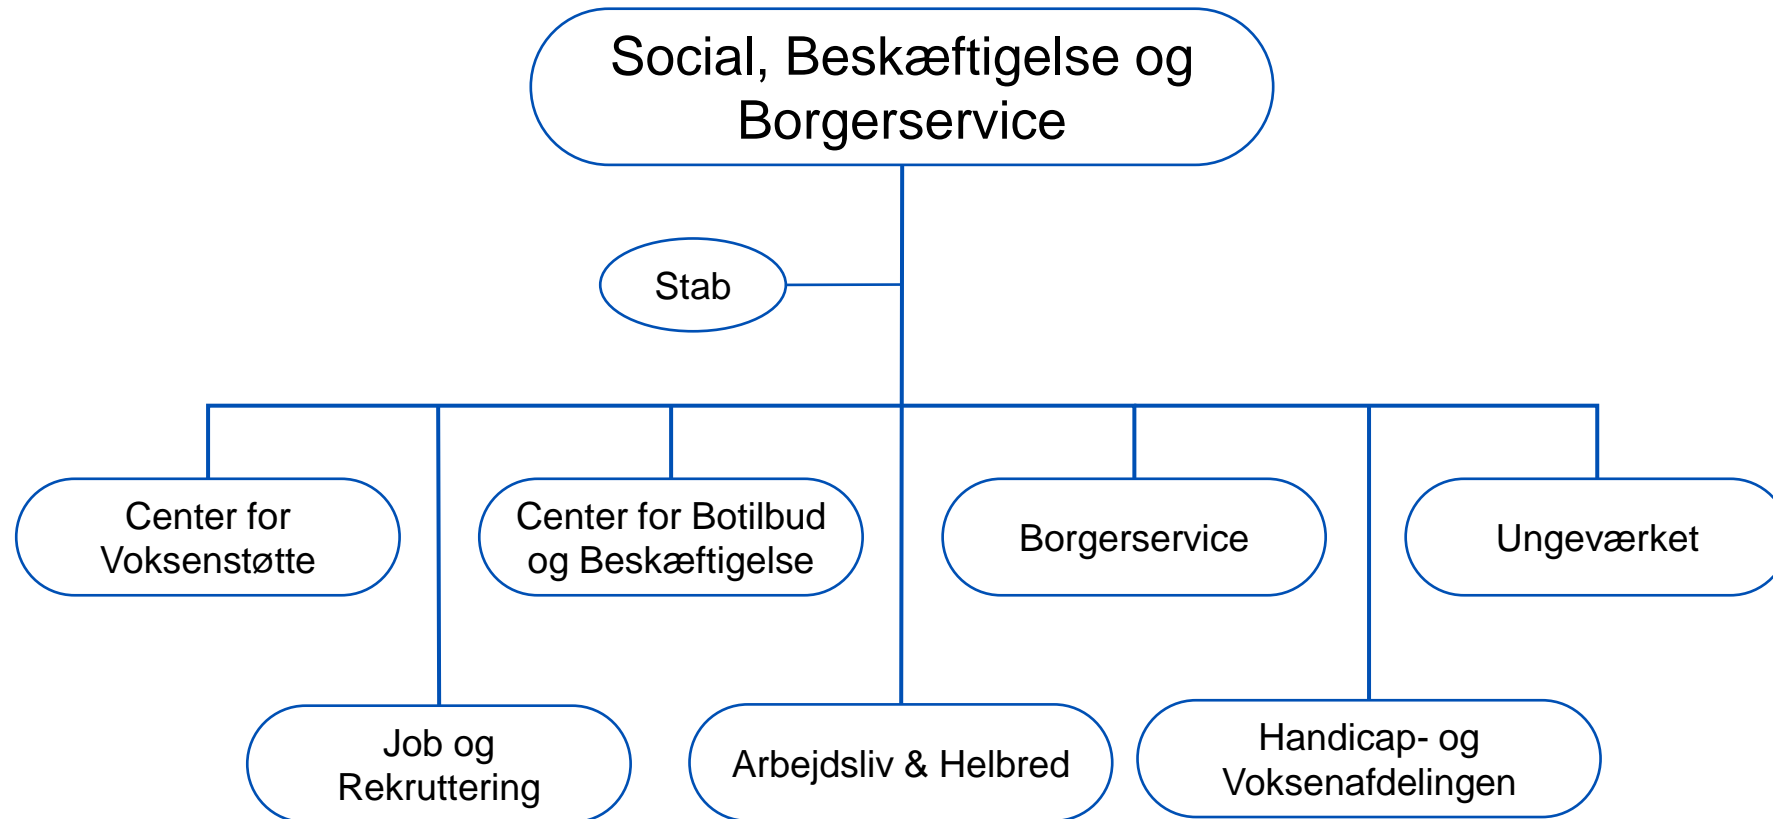 Social, Beskæftigelse og
Borgerservice
Stab
Center for
Voksenstøtte
Center for Botilbud
og Beskæftigelse
Borgerservice
Ungeværket
Job og
Rekruttering
Arbejdsliv & Helbred
Handicap- og
Voksenafdelingen